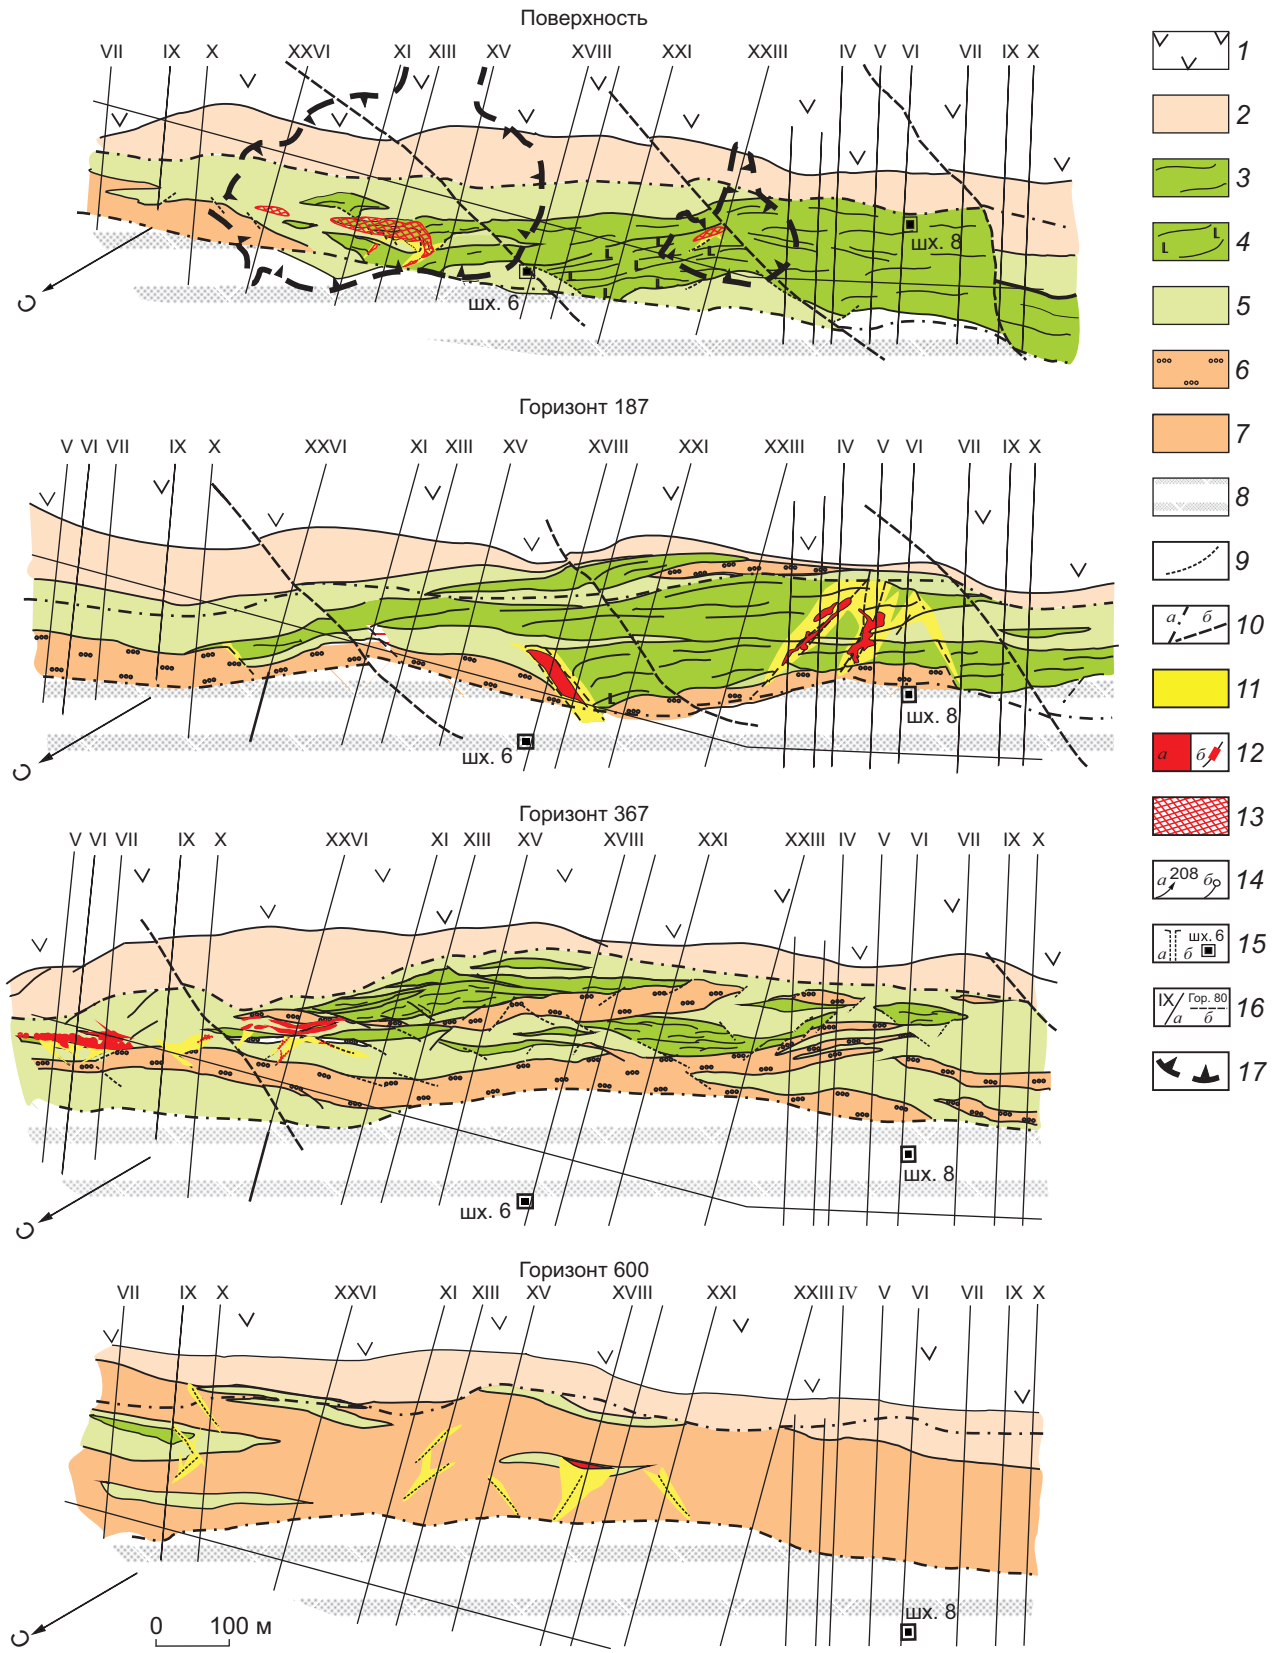 Поверхность
VII IX X XXVI XI XIII XV XVIII XXI XXIII IV V VI VII IX X
шх. 8
шх. 6
С
Горизонт 187
V VI VII IX X XXVI XI XIII XV XVIII XXI XXIII IV V VI VII IX X
шх. 8
шх. 6
С
Горизонт 367
V VI VII IX X XXVI XI XIII XV XVIII XXI XXIII IV V VI VII IX X
шх. 8
шх. 6
С
Горизонт 600
VII IX X XXVI XI XIII XV XVIII XXI XXIII IV V VI VII IX X
шх. 8
С
0 100 м
1
2
3
4
5
6
7
8
9
а б 10
11
а б 12
13
а 208 б 14
а б шх. 6 15
IX а Гор. 80 б 16
17